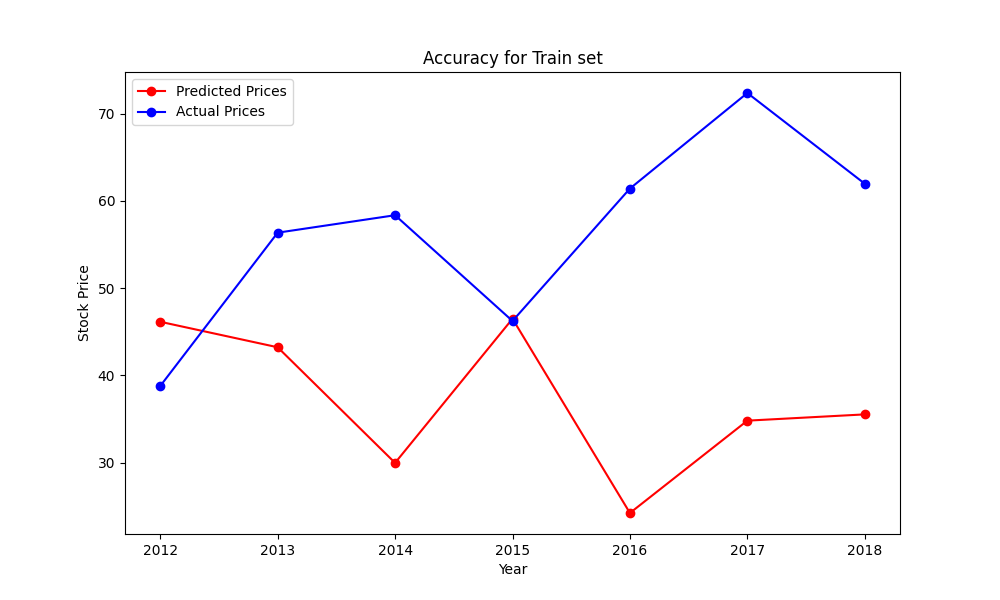 Accuracy for Train set
Predicted Prices
Actual Prices
70
60
50
40
30
Stock Price
2012 2013 2014 2015 2016 2017 2018
Year